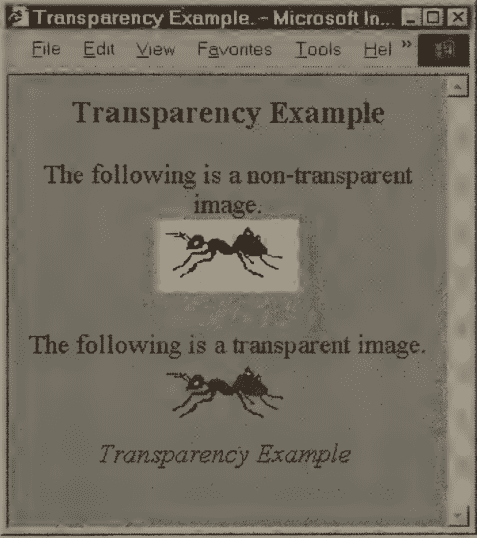 Transparency Example. - Microsoft In...
File Edit View Favorites Tools Hel »
Transparency Example
The following is a non-transparent
image.
The following is a transparent image.
Transparency Example